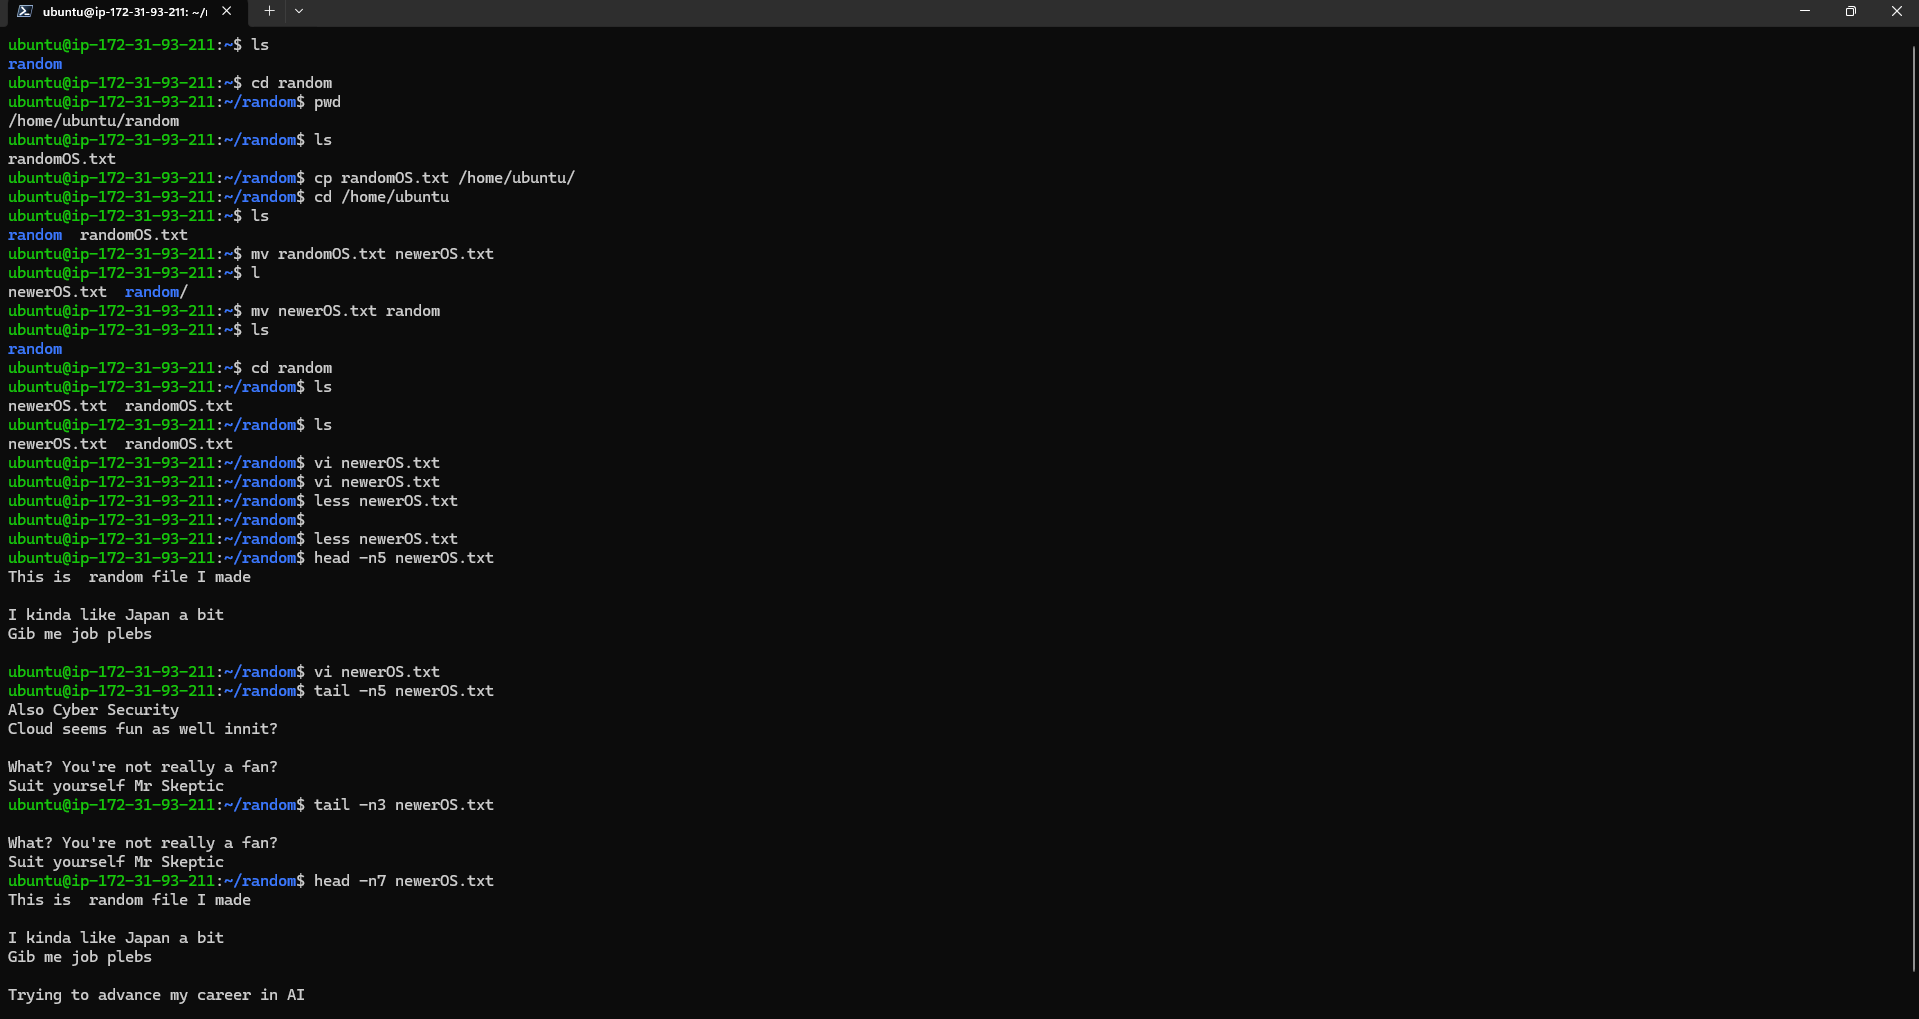 ubuntu@ip-172-31-93-211: ~/r
ubuntu@ip-172-31-93-211:~$ ls
random
ubuntu@ip-172-31-93-211:~$ cd random
ubuntu@ip-172-31-93-211:~/random$ pwd
/home/ubuntu/random
ubuntu@ip-172-31-93-211:~/random$ ls
randomOS.txt
ubuntu@ip-172-31-93-211:~/random$ cp randomOS.txt /home/ubuntu/
ubuntu@ip-172-31-93-211:~/random$ cd /home/ubuntu
ubuntu@ip-172-31-93-211:~$ ls
random  randomOS.txt
ubuntu@ip-172-31-93-211:~$ mv randomOS.txt newerOS.txt
ubuntu@ip-172-31-93-211:~$ l
newerOS.txt  random/
ubuntu@ip-172-31-93-211:~$ mv newerOS.txt random
ubuntu@ip-172-31-93-211:~$ ls
random
ubuntu@ip-172-31-93-211:~$ cd random
ubuntu@ip-172-31-93-211:~/random$ ls
newerOS.txt  randomOS.txt
ubuntu@ip-172-31-93-211:~/random$ ls
newerOS.txt  randomOS.txt
ubuntu@ip-172-31-93-211:~/random$ vi newerOS.txt
ubuntu@ip-172-31-93-211:~/random$ vi newerOS.txt
ubuntu@ip-172-31-93-211:~/random$ less newerOS.txt
ubuntu@ip-172-31-93-211:~/random$
ubuntu@ip-172-31-93-211:~/random$ less newerOS.txt
ubuntu@ip-172-31-93-211:~/random$ head -n5 newerOS.txt
This is  random file I made

I kinda like Japan a bit
Gib me job plebs

ubuntu@ip-172-31-93-211:~/random$ vi newerOS.txt
ubuntu@ip-172-31-93-211:~/random$ tail -n5 newerOS.txt
Also Cyber Security
Cloud seems fun as well innit?

What? You're not really a fan?
Suit yourself Mr Skeptic
ubuntu@ip-172-31-93-211:~/random$ tail -n3 newerOS.txt

What? You're not really a fan?
Suit yourself Mr Skeptic
ubuntu@ip-172-31-93-211:~/random$ head -n7 newerOS.txt
This is  random file I made

I kinda like Japan a bit
Gib me job plebs

Trying to advance my career in AI